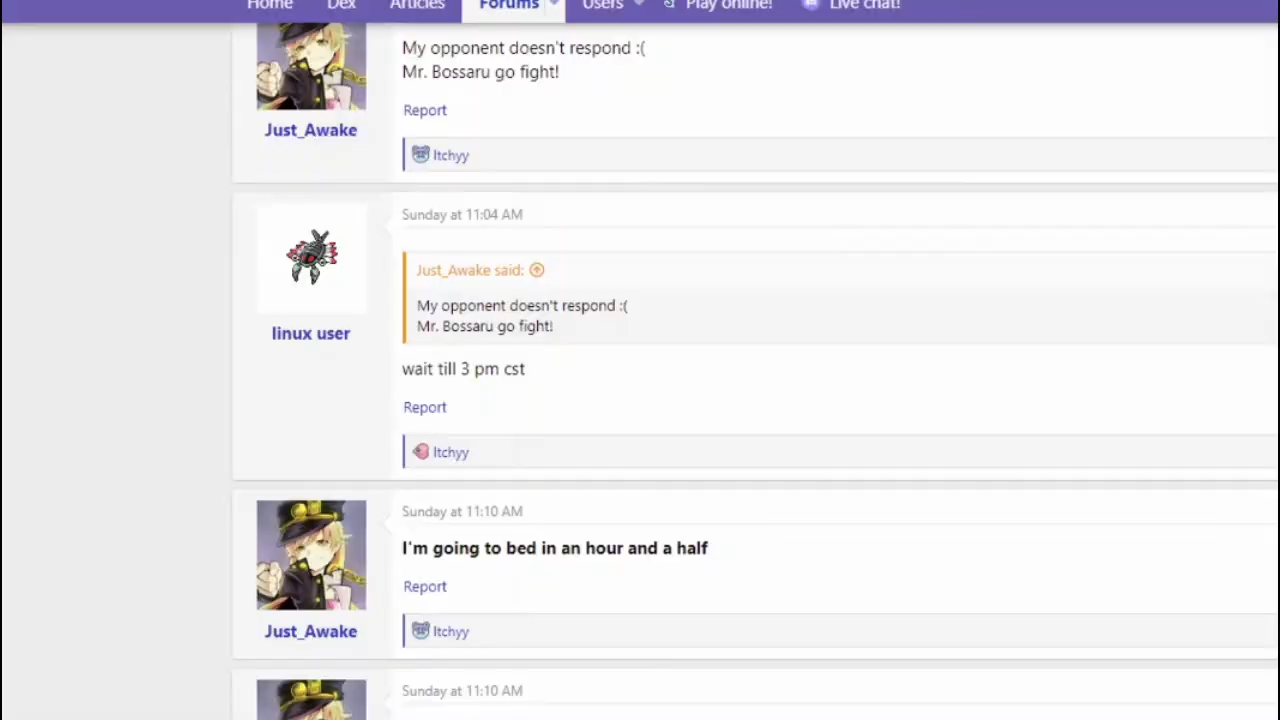 Home Dex Articles Forums Users Play online! Live chat!
My opponent doesn't respond :(
Mr. Bossaru go fight!
Report
Just_Awake
Itchyy
Sunday at 11:04 AM
Just_Awake said:
My opponent doesn't respond :(
Mr. Bossaru go fight!
linux user
wait till 3 pm cst
Report
Itchyy
Sunday at 11:10 AM
I'm going to bed in an hour and a half
Report
Just_Awake
Itchyy
Sunday at 11:10 AM